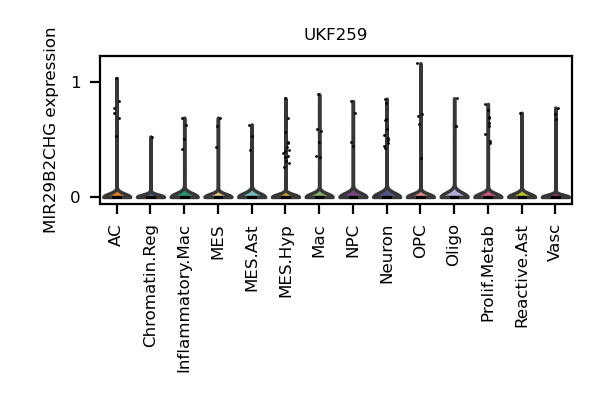 UKF259
MIR29B2CHG expression
1
0
AC
Chromatin.Reg
Inflammatory.Mac
MES
MES.Ast
MES.Hyp
Mac
NPC
Neuron
OPC
Oligo
Prolif.Metab
Reactive.Ast
Vasc